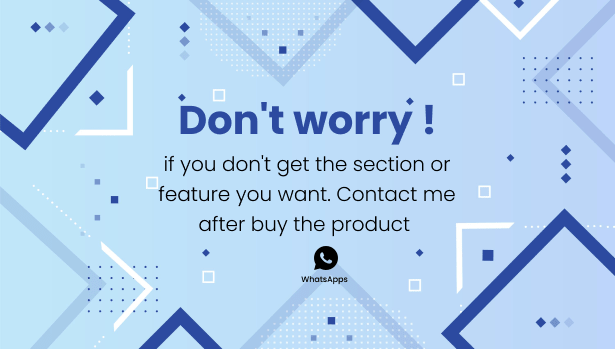 Don't worry !
if you don't get the section or
feature you want. Contact me
after buy the product
WhatsApps